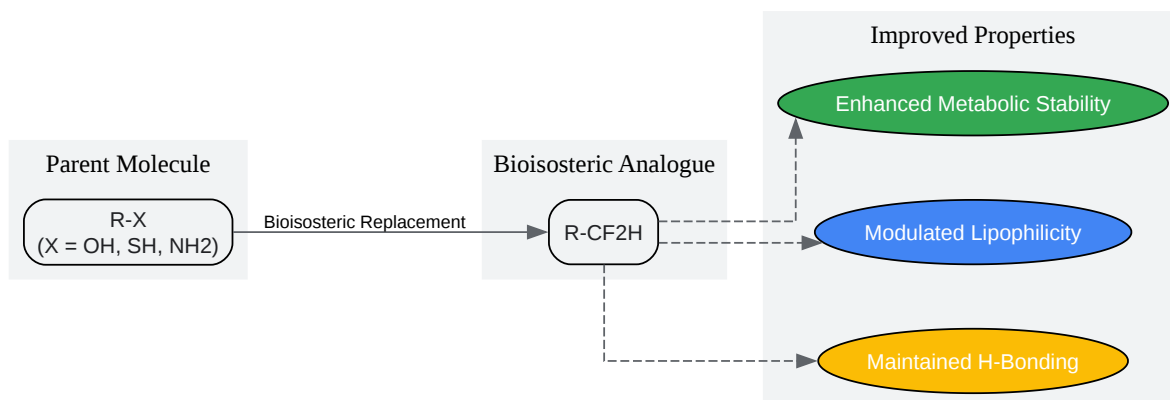 Improved Properties
Enhanced Metabolic Stability
Parent Molecule
Bioisosteric Analogue
R-X
(X = OH, SH, NH2)
Bioisosteric Replacement
R-CF2H
Modulated Lipophilicity
Maintained H-Bonding